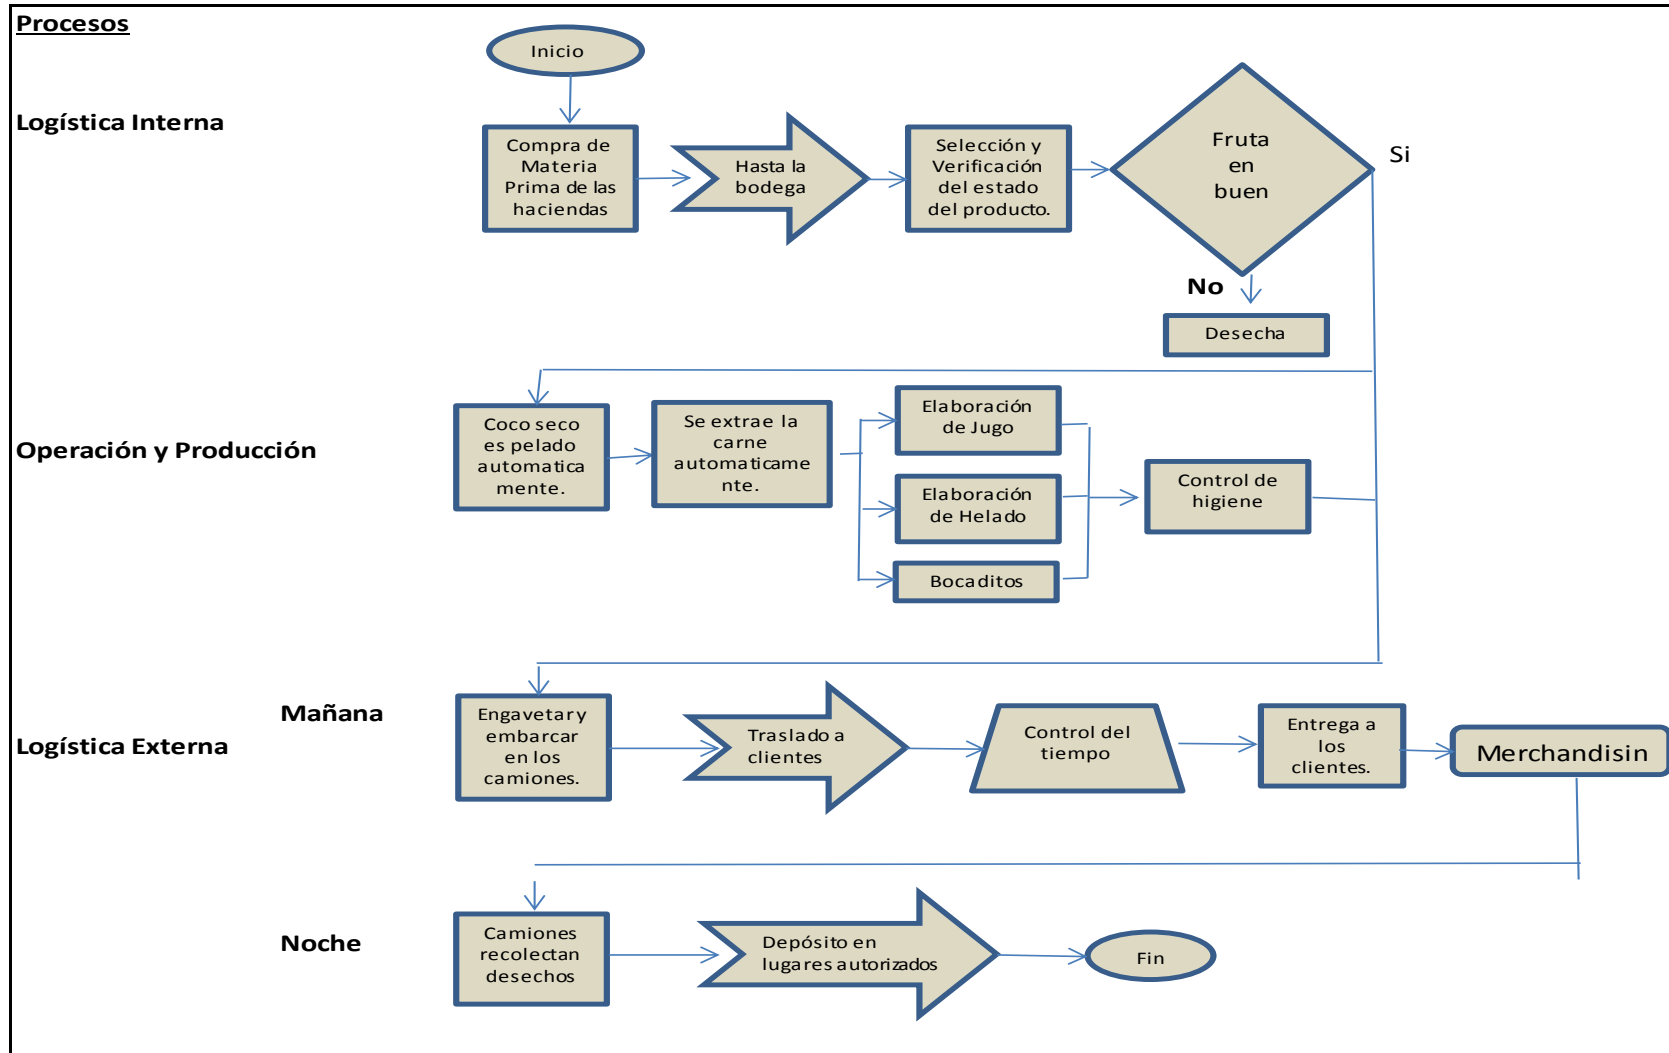 Procesos
Inicio
Logística Interna
Compra de
Materia
Prima de las
haciendas
Hasta la
bodega
Selección y
Verificación
del estado
del producto.
Fruta
en
buen
Si
No
Desecha
Operación y Producción
Coco seco
es pelado
automatica
mente.
Se extrae la
carne
automaticame
nte.
Elaboración
de Jugo
Elaboración
de Helado
Bocaditos
Control de
higiene
Mañana
Logística Externa
Engavetar y
embarcar
en los
camiones.
Traslado a
clientes
Control del
tiempo
Entrega a
los
clientes.
Merchandisin
Noche
Camiones
recolectan
desechos
Depósito en
lugares autorizados
Fin